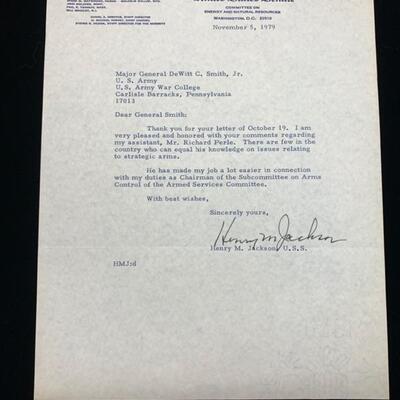 COMMITTEE ON
ENERGY AND NATURAL RESOURCES
WASHINGTON, D.C. 20510
November 5, 1979
Major General DeWitt C. Smith, Jr.
U. S. Army
U.S. Army War College
Carlisle Barracks, Pennsylvania
17013
Dear General Smith:
Thank you for your letter of October 19. I am
very pleased and honored with your comments regarding
my assistant, Mr. Richard Perle. There are few in the
country who can equal his knowledge on issues relating
to strategic arms.
He has made my job a lot easier in connection
with my duties as Chairman of the Subcommittee on Arms
Control of the Armed Services Committee.
With best wishes,
Sincerely yours,
Henry M. Jackson
Henry M. Jackson, U.S.S.
HMJ:d